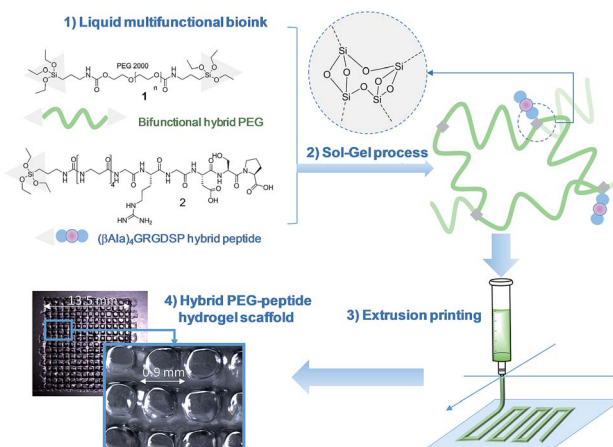 1) Liquid multifunctional bioink
PEG 2000
n
1
Bifunctional hybrid PEG
4
2
(βAla)₄GRGDSP hybrid peptide
2) Sol-Gel process
3) Extrusion printing
4) Hybrid PEG-peptide
hydrogel scaffold
13.5 mm
0.9 mm